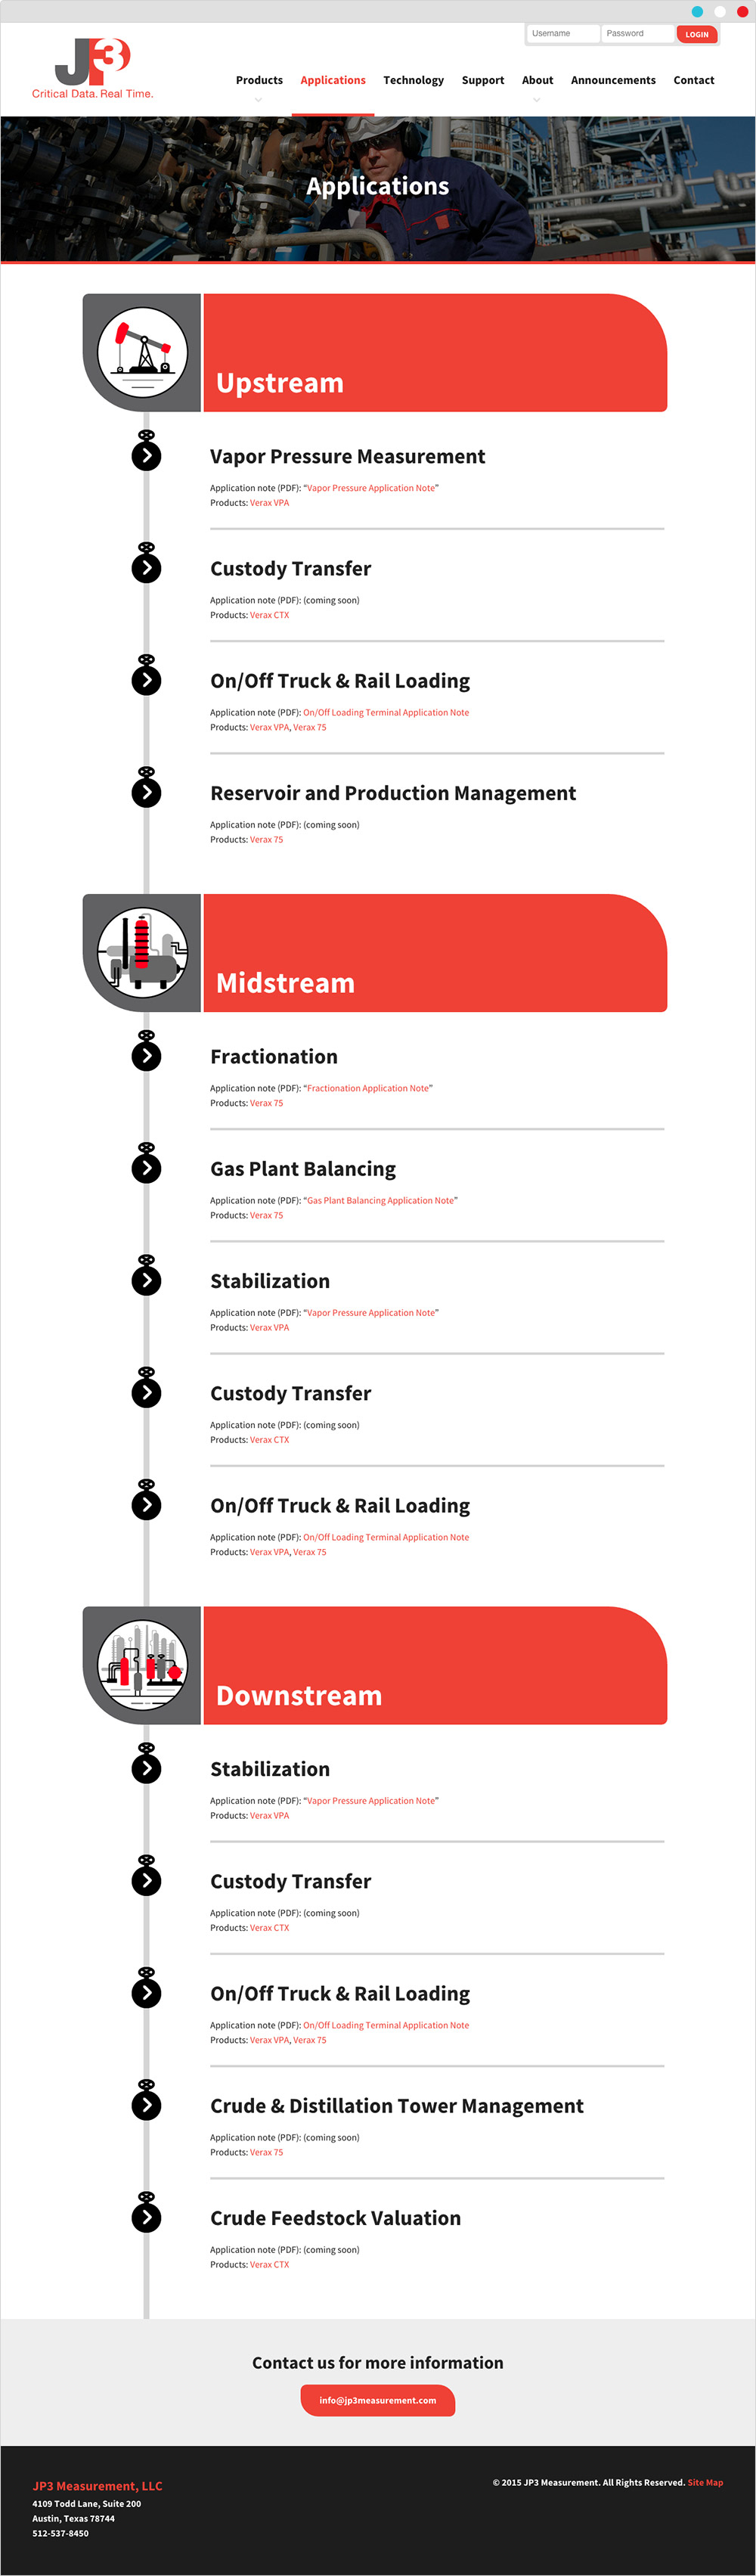 Username Password LOGIN
JP3
Critical Data. Real Time.
Products Applications Technology Support About Announcements Contact
Applications
Upstream
Vapor Pressure Measurement
Application note (PDF): “Vapor Pressure Application Note”
Products: Verax VPA
Custody Transfer
Application note (PDF): (coming soon)
Products: Verax CTX
On/Off Truck & Rail Loading
Application note (PDF): On/Off Loading Terminal Application Note
Products: Verax VPA, Verax 75
Reservoir and Production Management
Application note (PDF): (coming soon)
Products: Verax 75
Midstream
Fractionation
Application note (PDF): “Fractionation Application Note”
Products: Verax 75
Gas Plant Balancing
Application note (PDF): “Gas Plant Balancing Application Note”
Products: Verax 75
Stabilization
Application note (PDF): “Vapor Pressure Application Note”
Products: Verax VPA
Custody Transfer
Application note (PDF): (coming soon)
Products: Verax CTX
On/Off Truck & Rail Loading
Application note (PDF): On/Off Loading Terminal Application Note
Products: Verax VPA, Verax 75
Downstream
Stabilization
Application note (PDF): “Vapor Pressure Application Note”
Products: Verax VPA
Custody Transfer
Application note (PDF): (coming soon)
Products: Verax CTX
On/Off Truck & Rail Loading
Application note (PDF): On/Off Loading Terminal Application Note
Products: Verax VPA, Verax 75
Crude & Distillation Tower Management
Application note (PDF): (coming soon)
Products: Verax 75
Crude Feedstock Valuation
Application note (PDF): (coming soon)
Products: Verax CTX
Contact us for more information
info@jp3measurement.com
JP3 Measurement, LLC
4109 Todd Lane, Suite 200
Austin, Texas 78744
512-537-8450
© 2015 JP3 Measurement. All Rights Reserved. Site Map